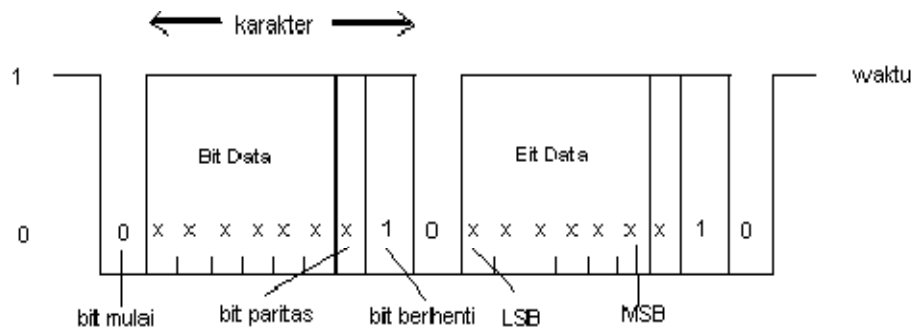 karakter
1 waktu
Bit Data Eit Data
0 0 x x x x x x x 1 0 x x x x x x x 1 0
bit mulai bit paritas bit berhenti LSB MSB